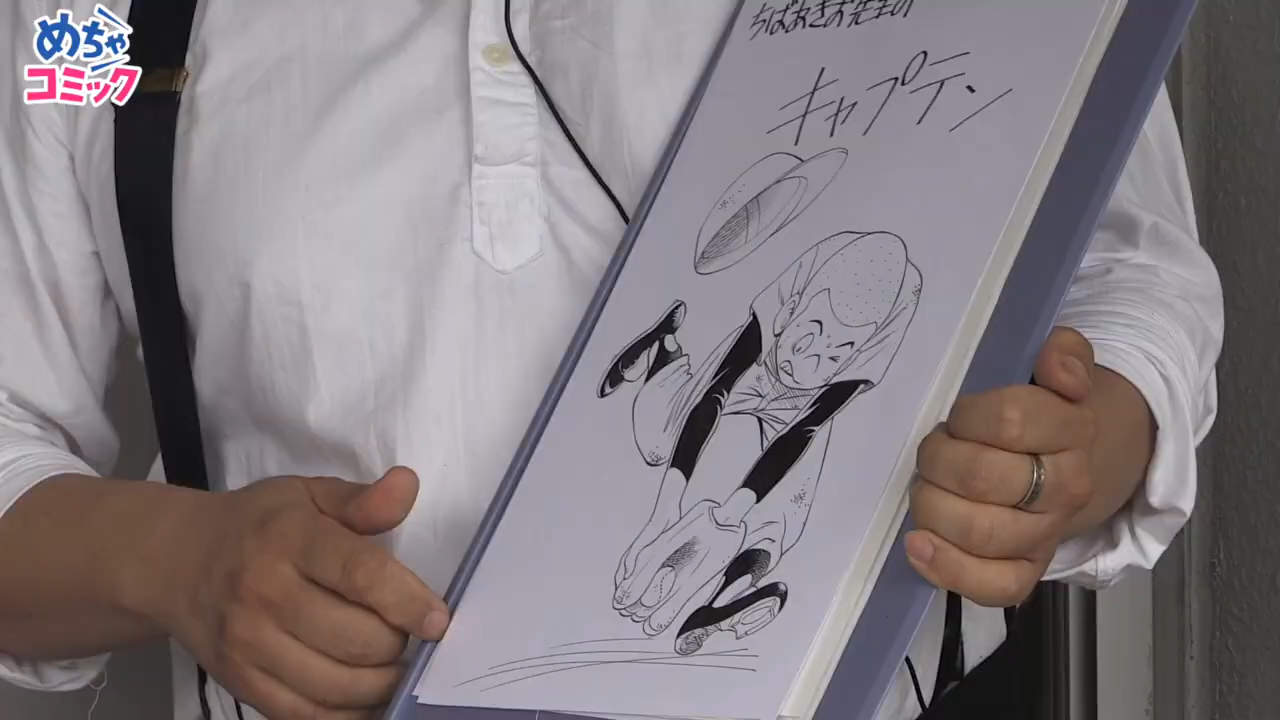 めちゃ
コミック
ちばあきお先生の
キャプテン